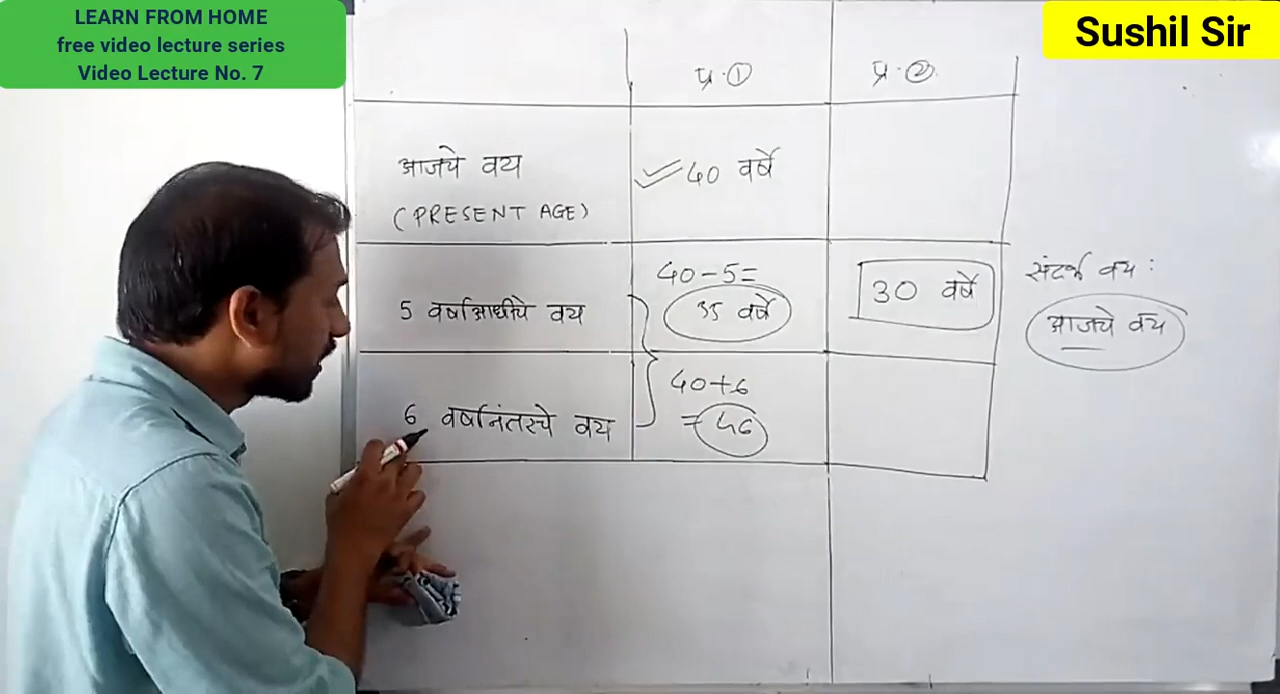 LEARN FROM HOME
free video lecture series
Video Lecture No. 7
Sushil Sir
प्र.① प्र.②
आजचे वय 40 वर्षे
(PRESENT AGE)
40-5=
5 वर्षाआधीचे वय 35 वर्षे 30 वर्षे
संदर्भ वय :
आजचे वय
40+6
6 वर्षानंतरचे वय =46